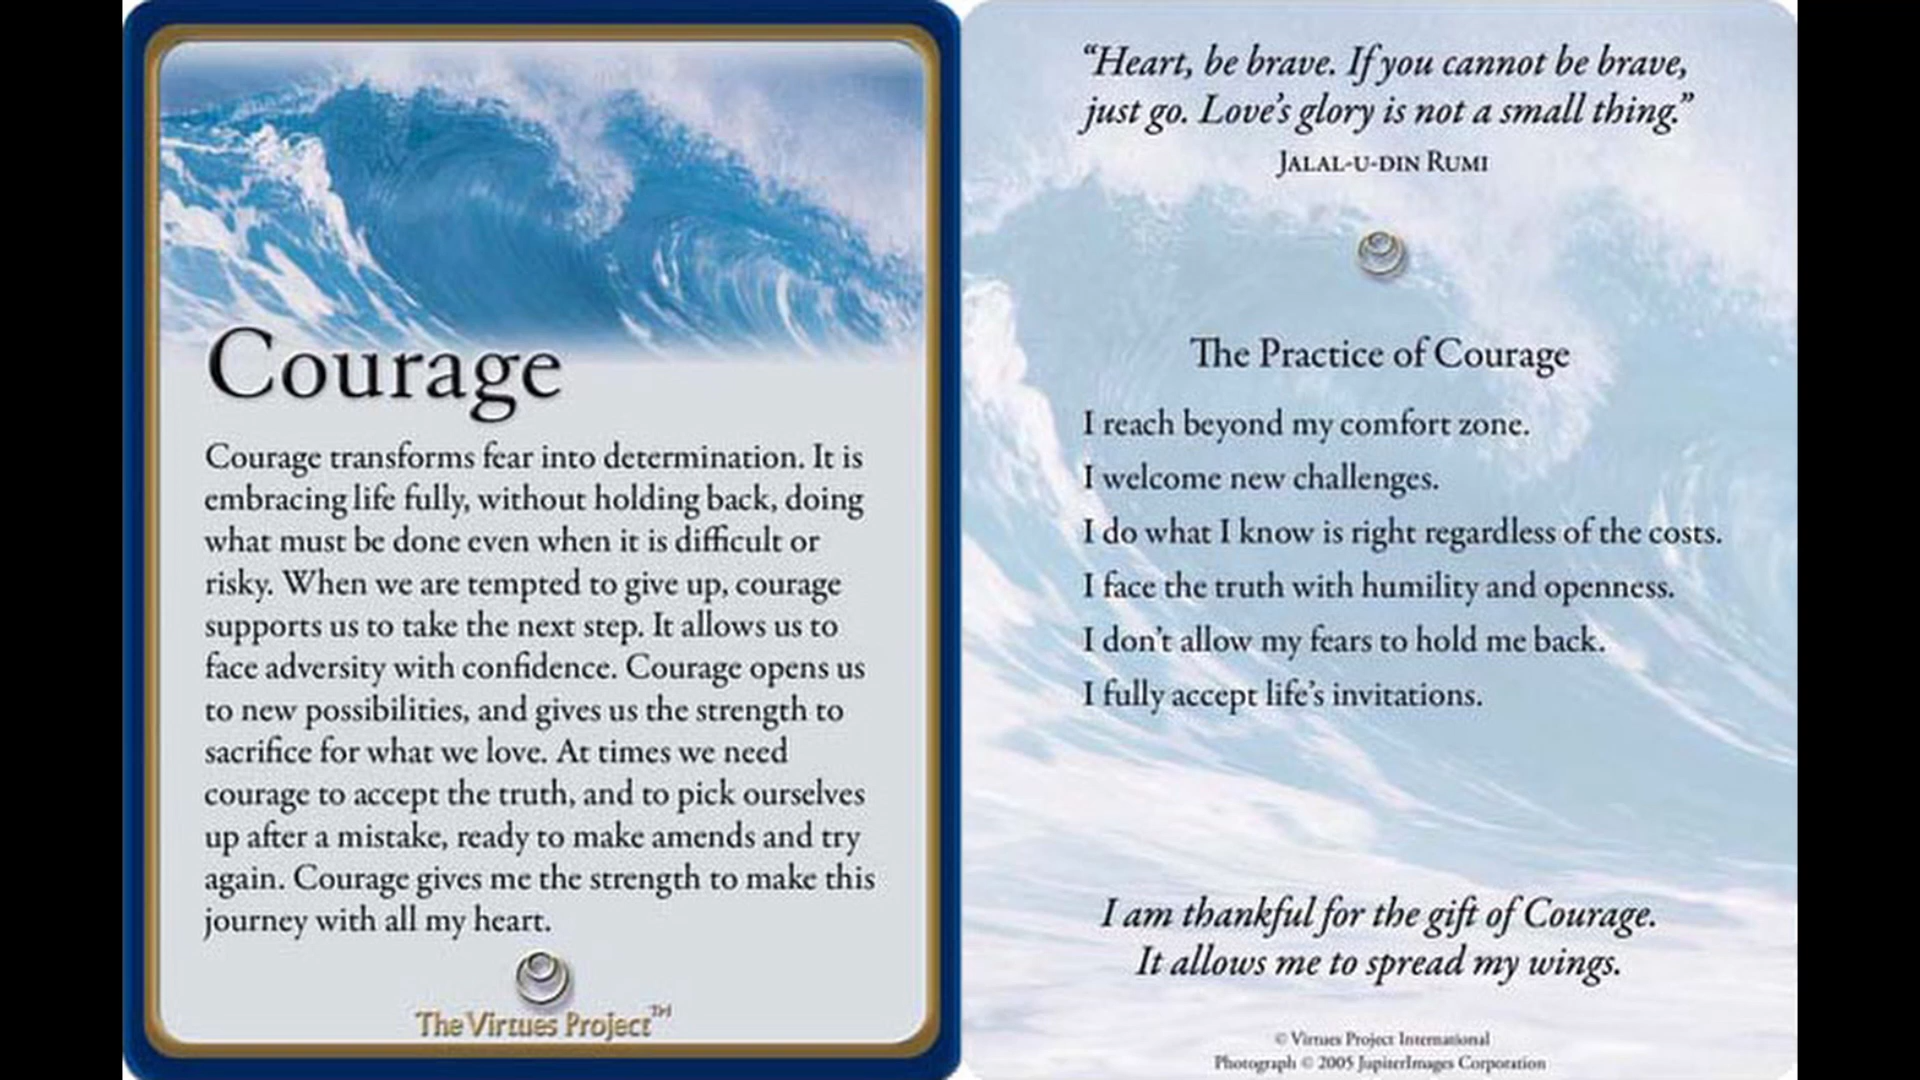 Courage
Courage transforms fear into determination. It is
embracing life fully, without holding back, doing
what must be done even when it is difficult or
risky. When we are tempted to give up, courage
supports us to take the next step. It allows us to
face adversity with confidence. Courage opens us
to new possibilities, and gives us the strength to
sacrifice for what we love. At times we need
courage to accept the truth, and to pick ourselves
up after a mistake, ready to make amends and try
again. Courage gives me the strength to make this
journey with all my heart.
The Virtues Project™
“Heart, be brave. If you cannot be brave,
just go. Love’s glory is not a small thing.”
Jalal-u-din Rumi
The Practice of Courage
I reach beyond my comfort zone.
I welcome new challenges.
I do what I know is right regardless of the costs.
I face the truth with humility and openness.
I don’t allow my fears to hold me back.
I fully accept life’s invitations.
I am thankful for the gift of Courage.
It allows me to spread my wings.
© Virtues Project International
Photograph © 2005 JupiterImages Corporation